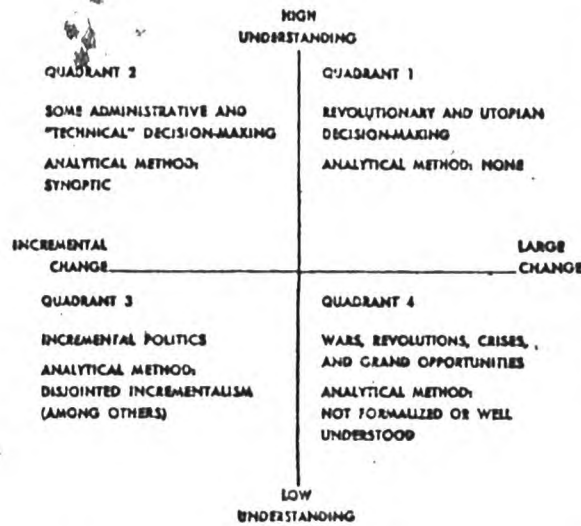 HIGH
UNDERSTANDING
QUADRANT 2
SOME ADMINISTRATIVE AND
"TECHNICAL" DECISION-MAKING
ANALYTICAL METHOD:
SYNOPTIC
QUADRANT 1
REVOLUTIONARY AND UTOPIAN
DECISION-MAKING
ANALYTICAL METHOD: NONE
INCREMENTAL
CHANGE
LARGE
CHANGE
QUADRANT 3
INCREMENTAL POLITICS
ANALYTICAL METHOD:
DISJOINTED INCREMENTALISM
(AMONG OTHERS)
QUADRANT 4
WARS, REVOLUTIONS, CRISES,
AND GRAND OPPORTUNITIES
ANALYTICAL METHOD:
NOT FORMALIZED OR WELL
UNDERSTOOD
LOW
UNDERSTANDING